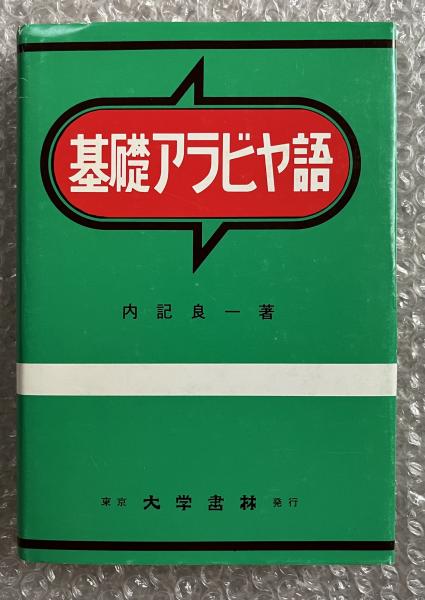 基礎アラビヤ語
内記良一著
東京 大学書林 発行